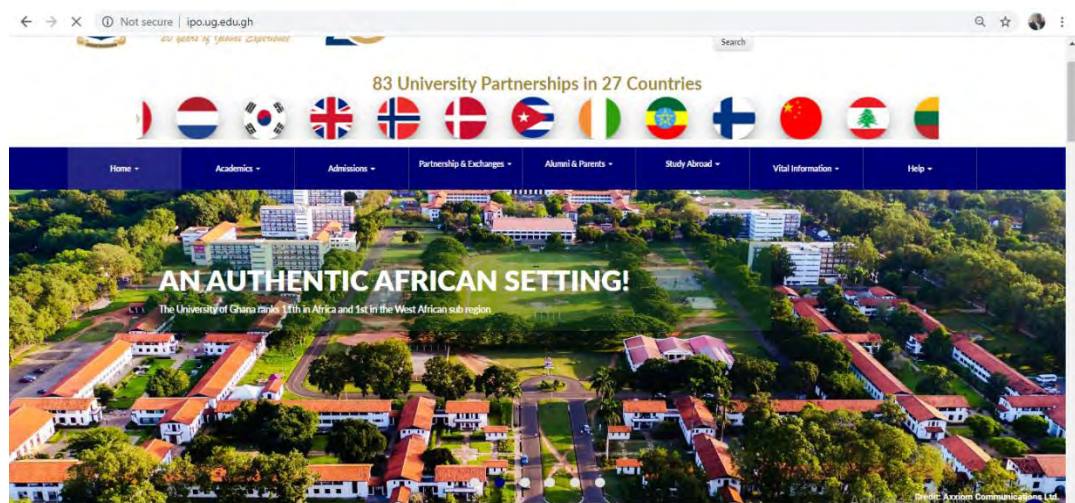 Not secure | ipo.ug.edu.gh
Search
83 University Partnerships in 27 Countries
Home
Academics
Admissions
Partnership & Exchanges
Alumni & Parents
Study Abroad
Vital Information
Help
AN AUTHENTIC AFRICAN SETTING!
The University of Ghana ranks 11th in Africa and 1st in the West African sub region
Credit: Axxiom Communications Ltd.